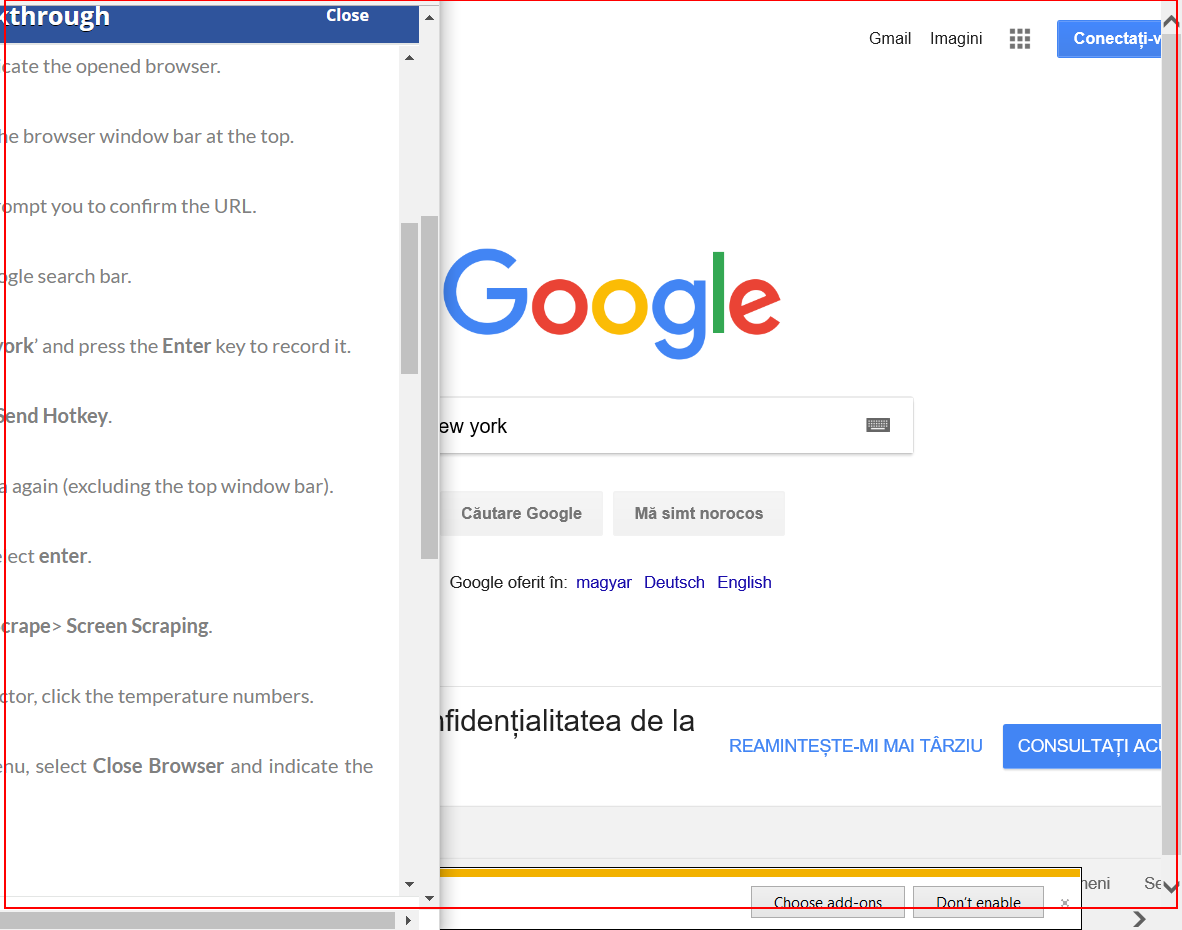 kthrough
Close
cate the opened browser.
he browser window bar at the top.
ompt you to confirm the URL.
ogle search bar.
york’ and press the Enter key to record it.
Send Hotkey.
a again (excluding the top window bar).
lect enter.
crape> Screen Scraping.
ctor, click the temperature numbers.
enu, select Close Browser and indicate the
Gmail Imagini Conectați-v
Google
ew york
Căutare Google Mă simt norocos
Google oferit în: magyar Deutsch English
nfidențialitatea de la
REAMINTEȘTE-MI MAI TÂRZIU CONSULTAȚI ACU
meni Se
Choose add-ons Don't enable ×